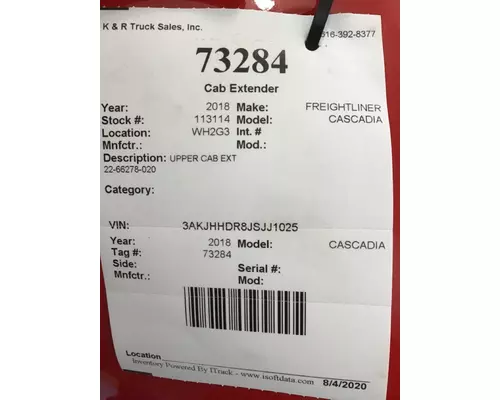 K & R Truck Sales, Inc. 616-392-8377
73284
Cab Extender
Year: 2018 Make: FREIGHTLINER
Stock #: 113114 Model: CASCADIA
Location: WH2G3 Int. #
Mnfctr.: Mod.:
Description: UPPER CAB EXT
22-66278-020
Category:
VIN: 3AKJHHDR8JSJJ1025
Year: 2018 Model: CASCADIA
Tag #: 73284
Side: Serial #:
Mnfctr.: Mod:
Location
Inventory Powered By ITrack - www.isoftdata.com 8/4/2020